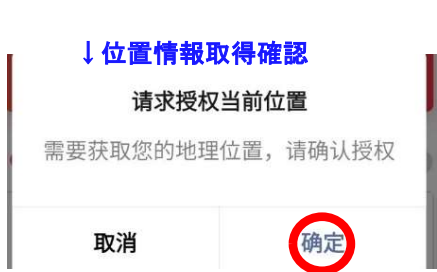 ↓位置情報取得確認
请求授权当前位置
需要获取您的地理位置，请确认授权
取消
确定